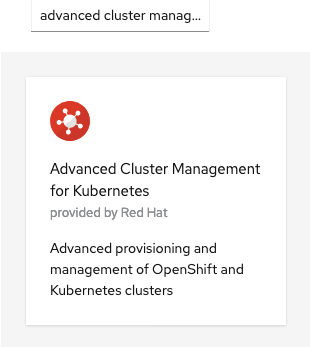 advanced cluster manag...
Advanced Cluster Management
for Kubernetes
provided by Red Hat
Advanced provisioning and
management of OpenShift and
Kubernetes clusters